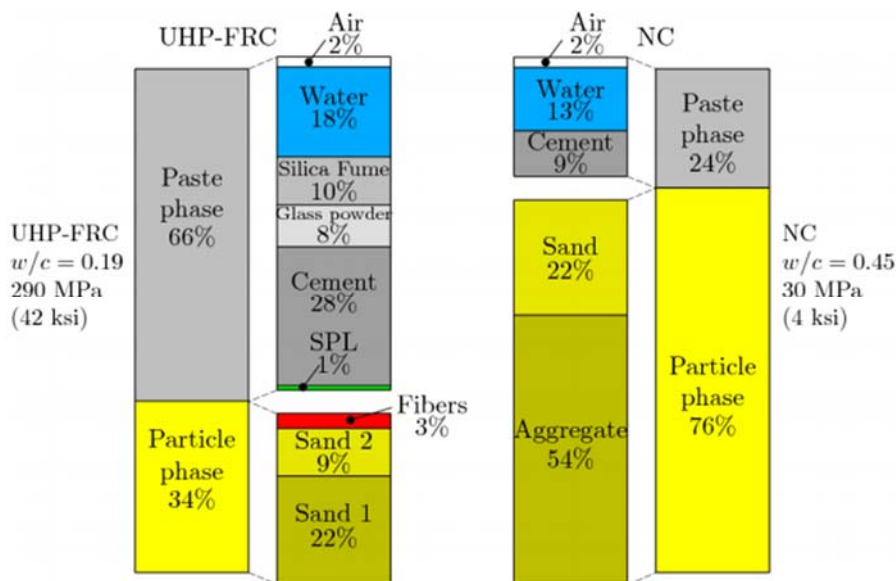 UHP-FRC
Air
2%
Water
18%
Silica Fume
10%
Glass powder
8%
Cement
28%
SPL
1%
Fibers
3%
Sand 2
9%
Sand 1
22%
Paste
phase
66%
Particle
phase
34%
UHP-FRC
w/c = 0.19
290 MPa
(42 ksi)
Air
2%
NC
Water
13%
Cement
9%
Sand
22%
Aggregate
54%
Paste
phase
24%
Particle
phase
76%
NC
w/c = 0.45
30 MPa
(4 ksi)